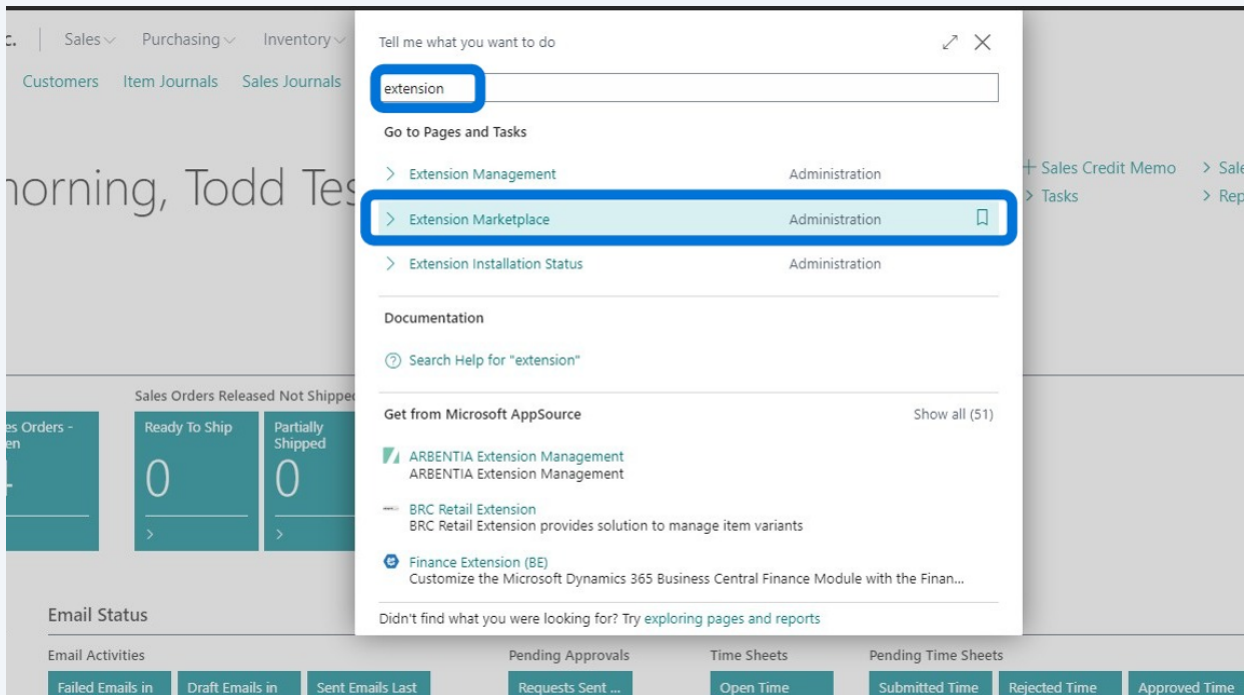 c.
Sales
Purchasing
Inventory
Customers
Item Journals
Sales Journals
Tell me what you want to do
extension
Go to Pages and Tasks
Extension Management Administration
Extension Marketplace Administration
Extension Installation Status Administration
Documentation
Search Help for "extension"
Get from Microsoft AppSource Show all (51)
ARBENTIA Extension Management
ARBENTIA Extension Management
BRC Retail Extension
BRC Retail Extension provides solution to manage item variants
Finance Extension (BE)
Customize the Microsoft Dynamics 365 Business Central Finance Module with the Finan...
Didn't find what you were looking for? Try exploring pages and reports
norning, Todd Tes
+ Sales Credit Memo
> Sale
> Tasks
> Rep
Sales Orders Released Not Shipped
es Orders -
en
Ready To Ship
0
Partially
Shipped
0
Email Status
Email Activities
Pending Approvals
Time Sheets
Pending Time Sheets
Failed Emails in
Draft Emails in
Sent Emails Last
Requests Sent ...
Open Time
Submitted Time
Rejected Time
Approved Time